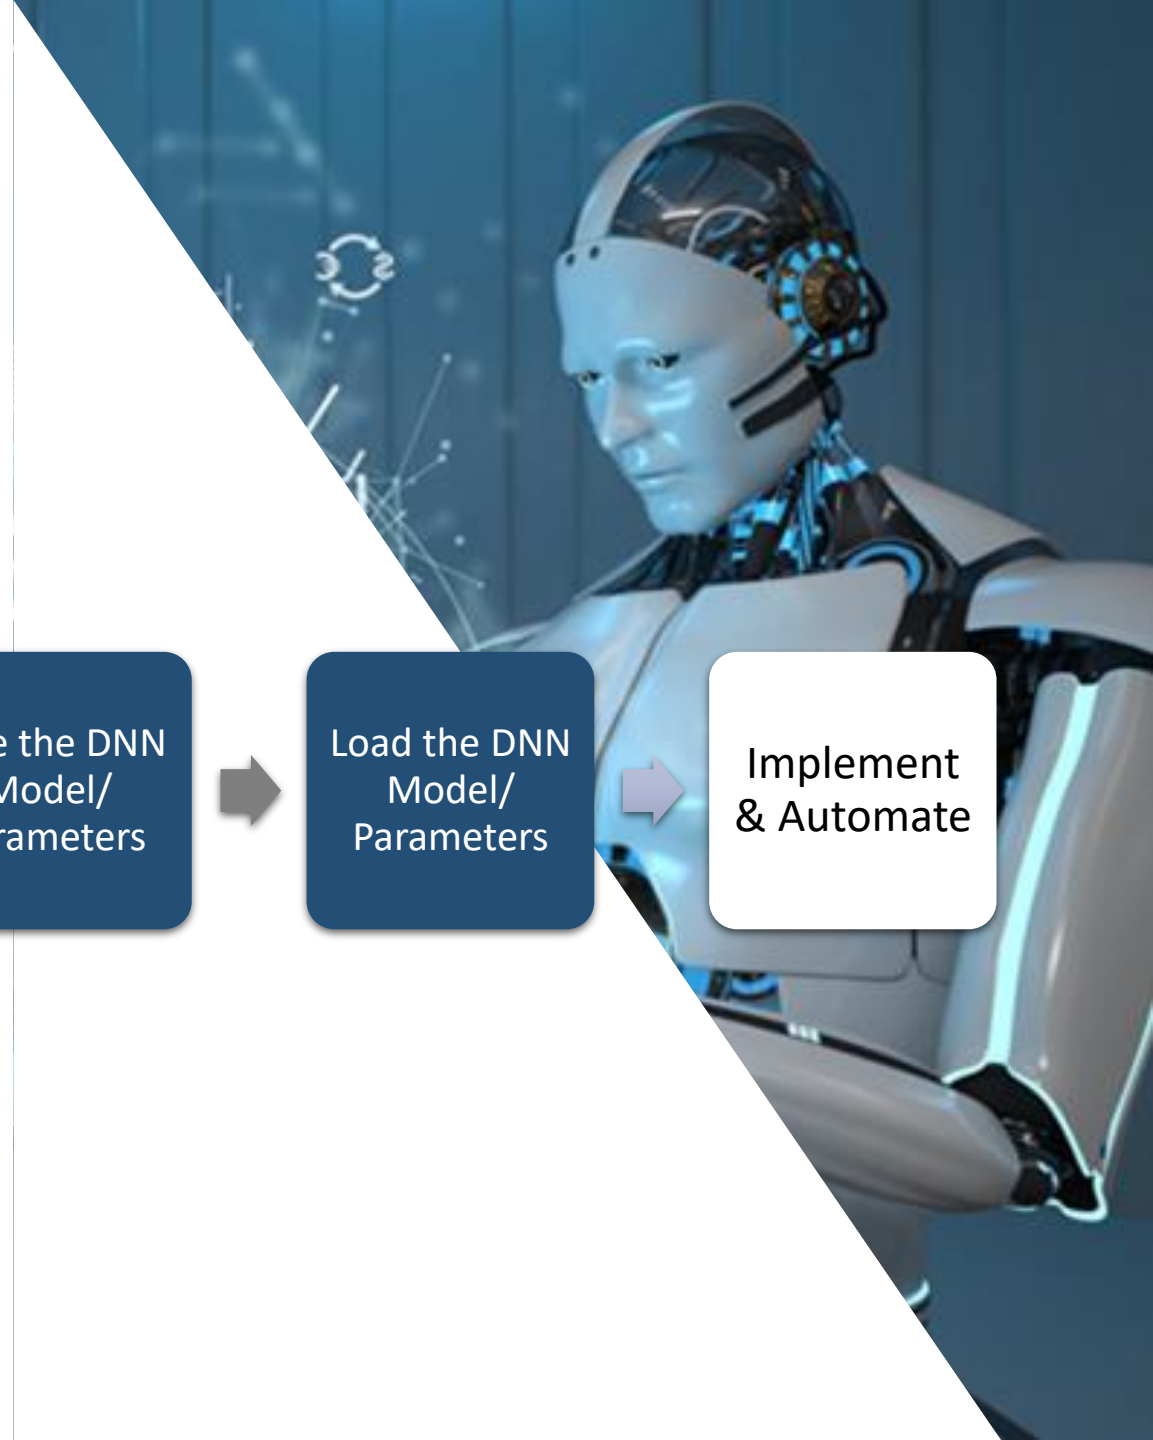 the DNN
Load the DNN
Model/
Parameters
Implement
& Automate